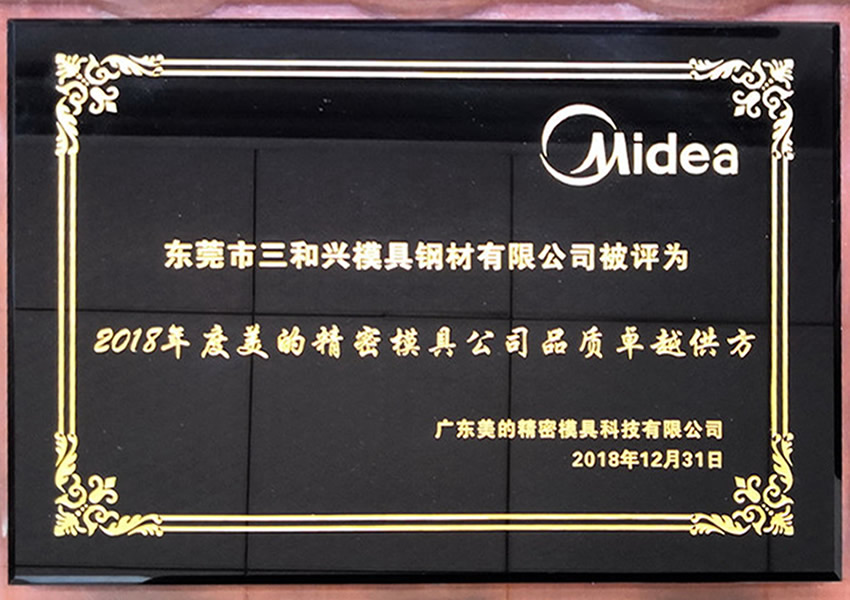 Midea
东莞市三和兴模具钢材有限公司被评为
2018年度美的精密模具公司品质卓越供方
广东美的精密模具科技有限公司
2018年12月31日